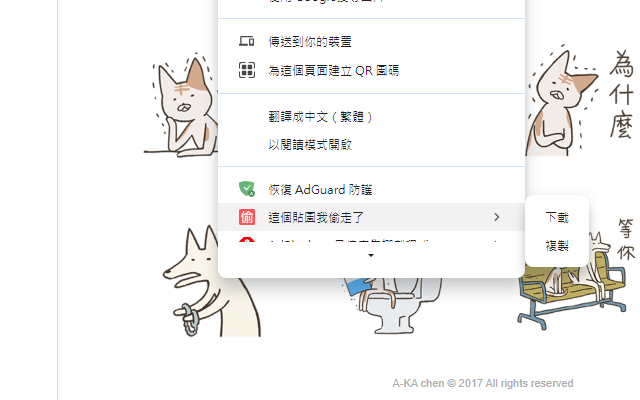 傳送到你的裝置
為這個頁面建立 QR 圖碼
翻譯成中文（繁體）
以閱讀模式開啟
恢復 AdGuard 防護
偷 這個貼圖我偷走了
下載
複製
為什麼
等你
A-KA chen © 2017 All rights reserved